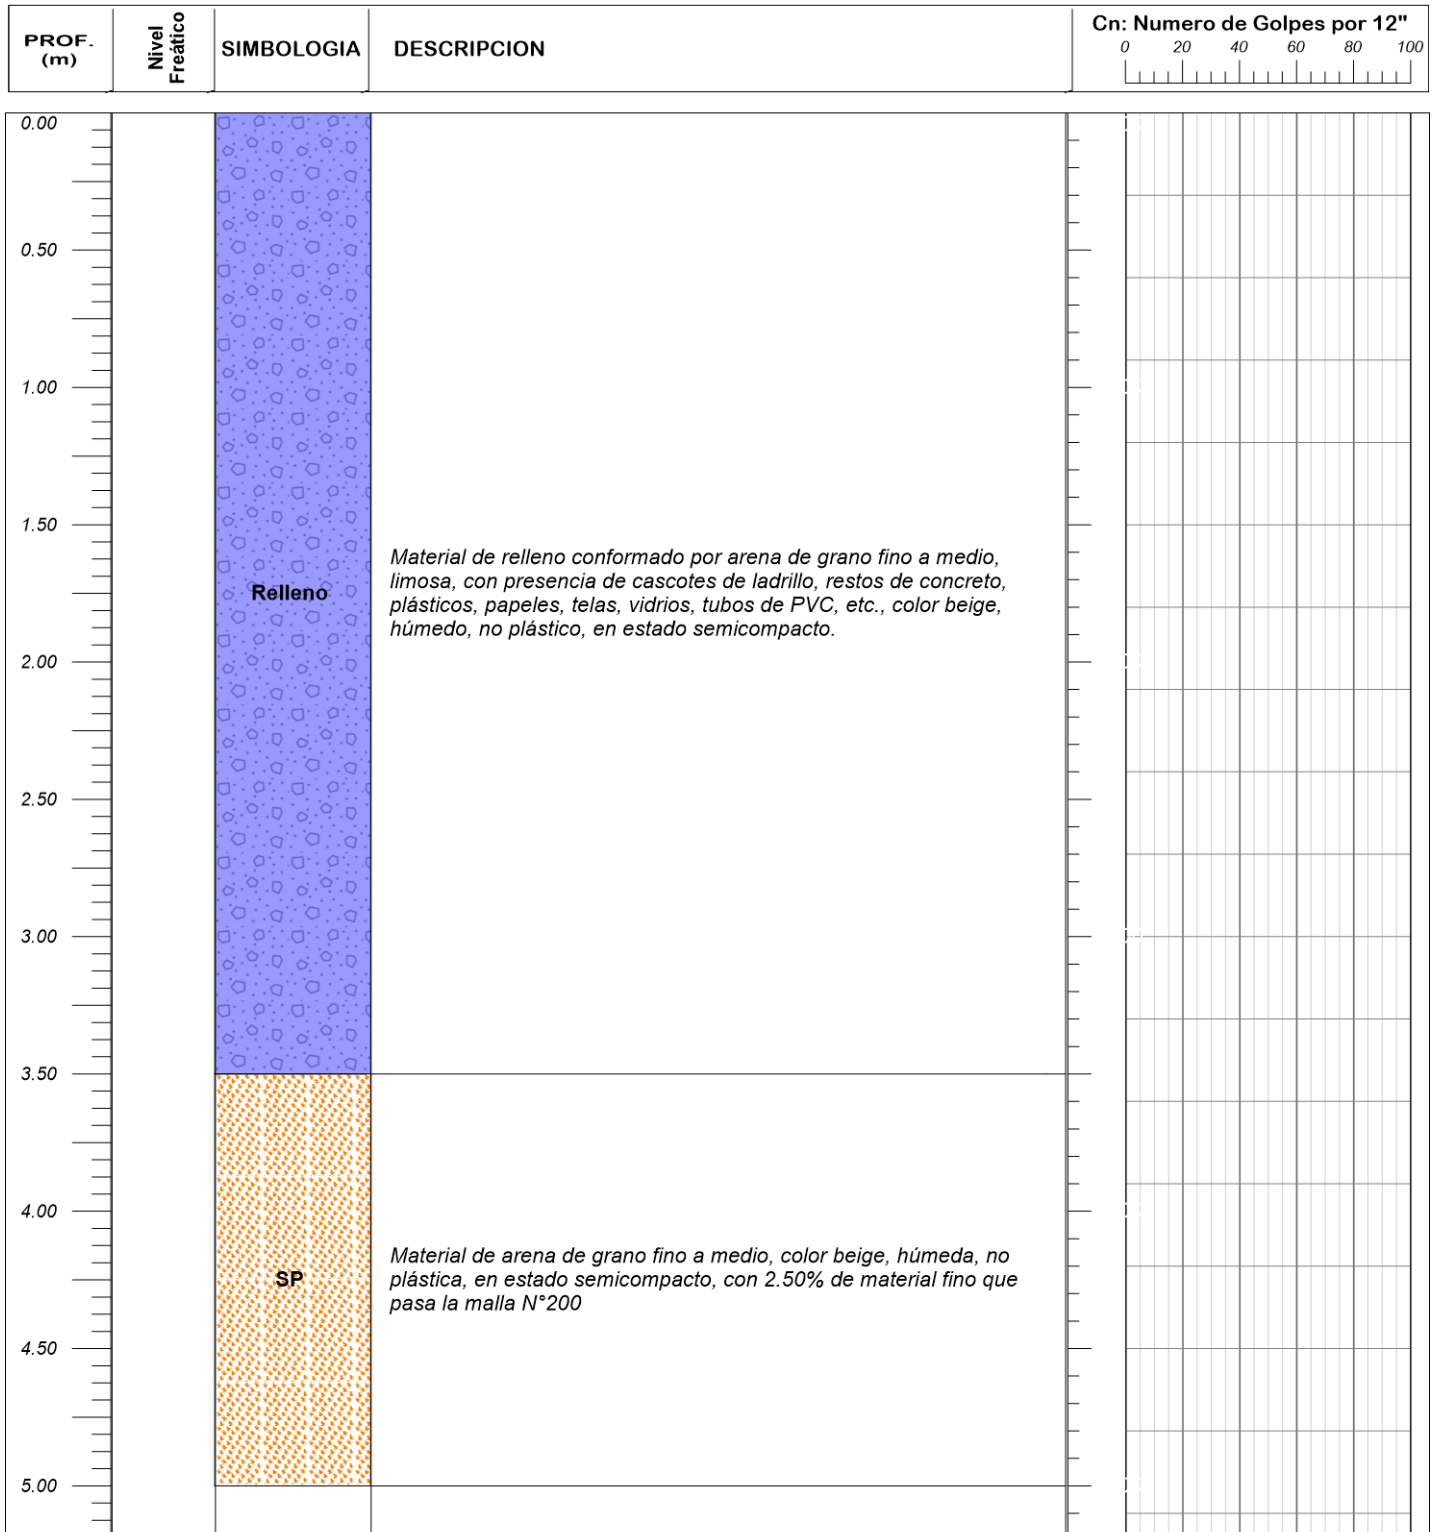 PROF.
(m)
Nivel
Freático
SIMBOLOGIA
DESCRIPCION
Cn: Numero de Golpes por 12"
0 20 40 60 80 100
0.00
0.50
1.00
1.50
Relleno
Material de relleno conformado por arena de grano fino a medio,
limosa, con presencia de cascotes de ladrillo, restos de concreto,
plásticos, papeles, telas, vidrios, tubos de PVC, etc., color beige,
húmedo, no plástico, en estado semicompacto.
2.00
2.50
3.00
3.50
4.00
SP
Material de arena de grano fino a medio, color beige, húmeda, no
plástica, en estado semicompacto, con 2.50% de material fino que
pasa la malla N°200
4.50
5.00